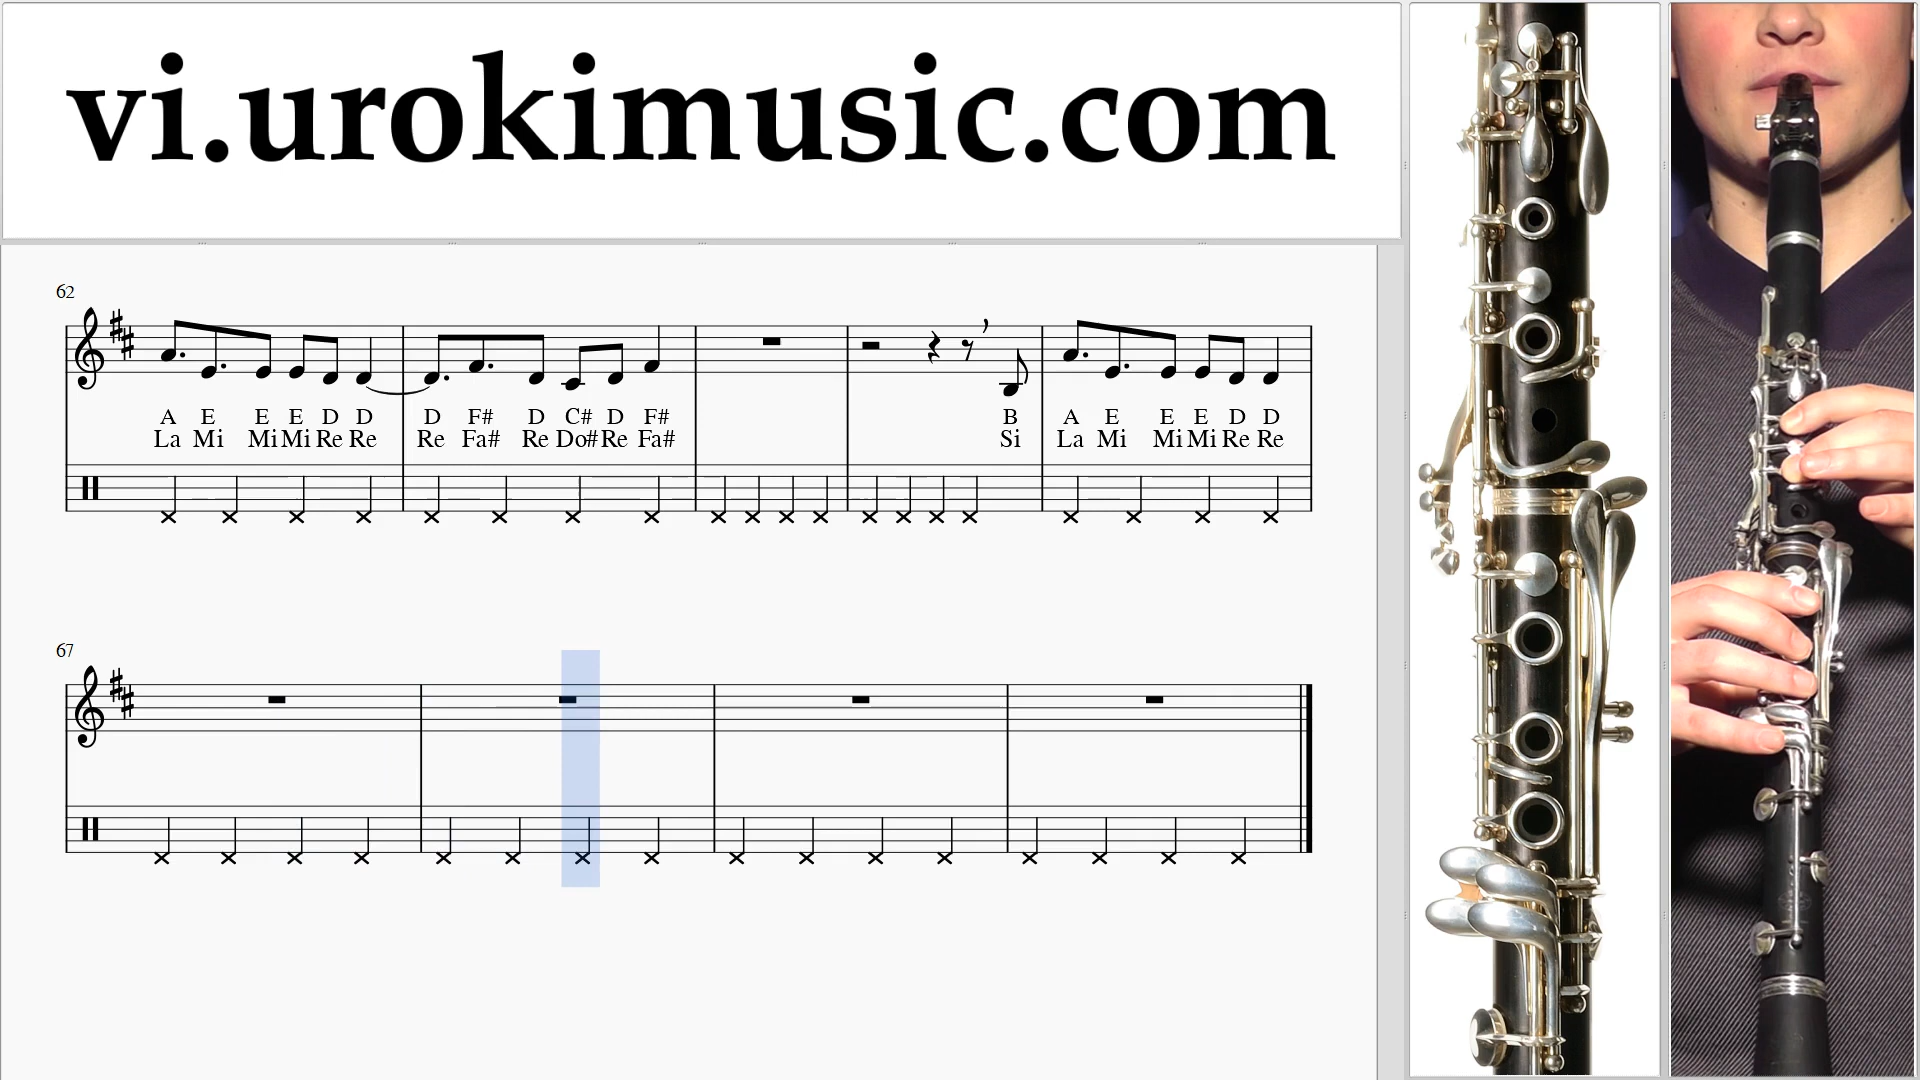 vi.urokimusic.com
62
A E E E D D D F# D C# D F# B A E E E D D
La Mi Mi Mi Re Re Re Fa# Re Do# Re Fa# Si La Mi Mi Mi Re Re
67